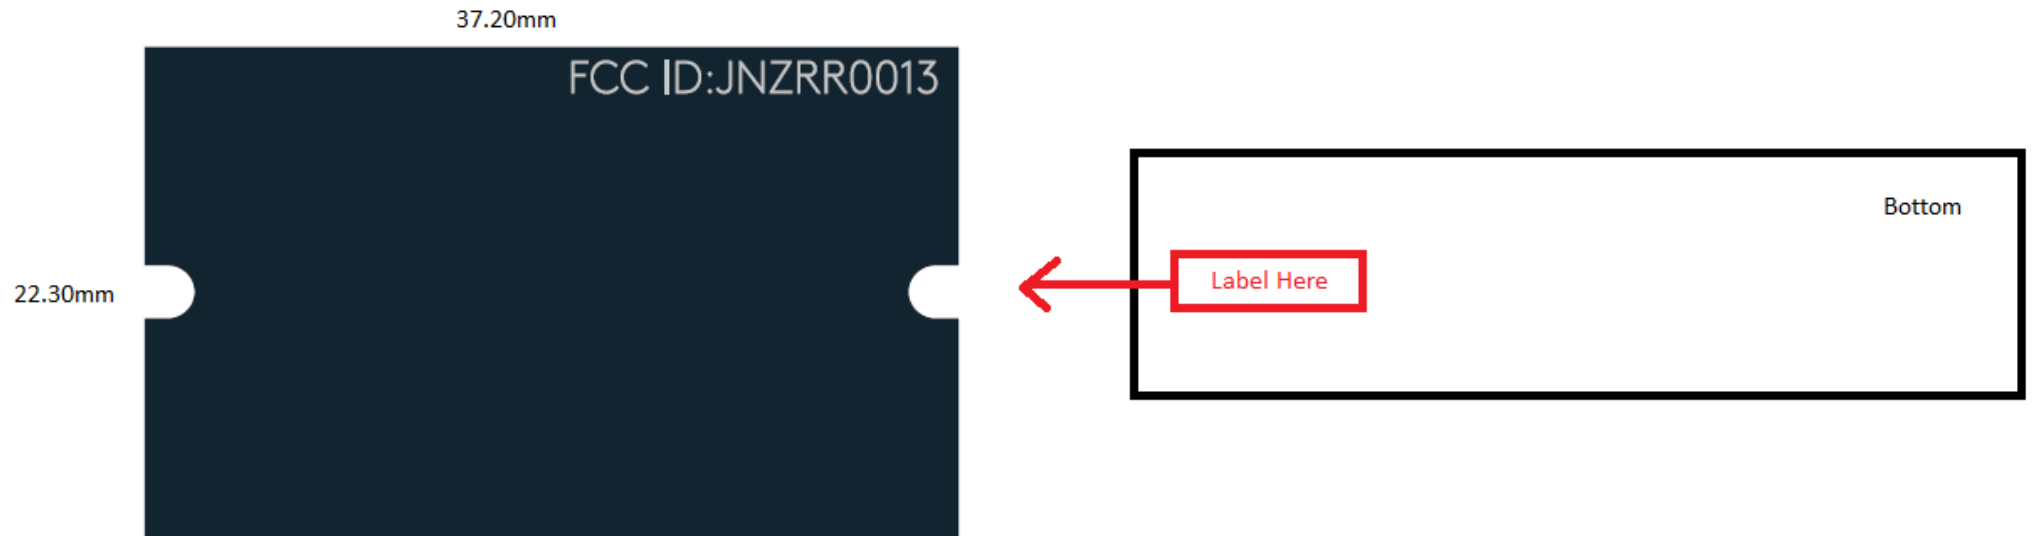 37.20mm
FCC ID:JNZRR0013
22.30mm
Bottom
Label Here